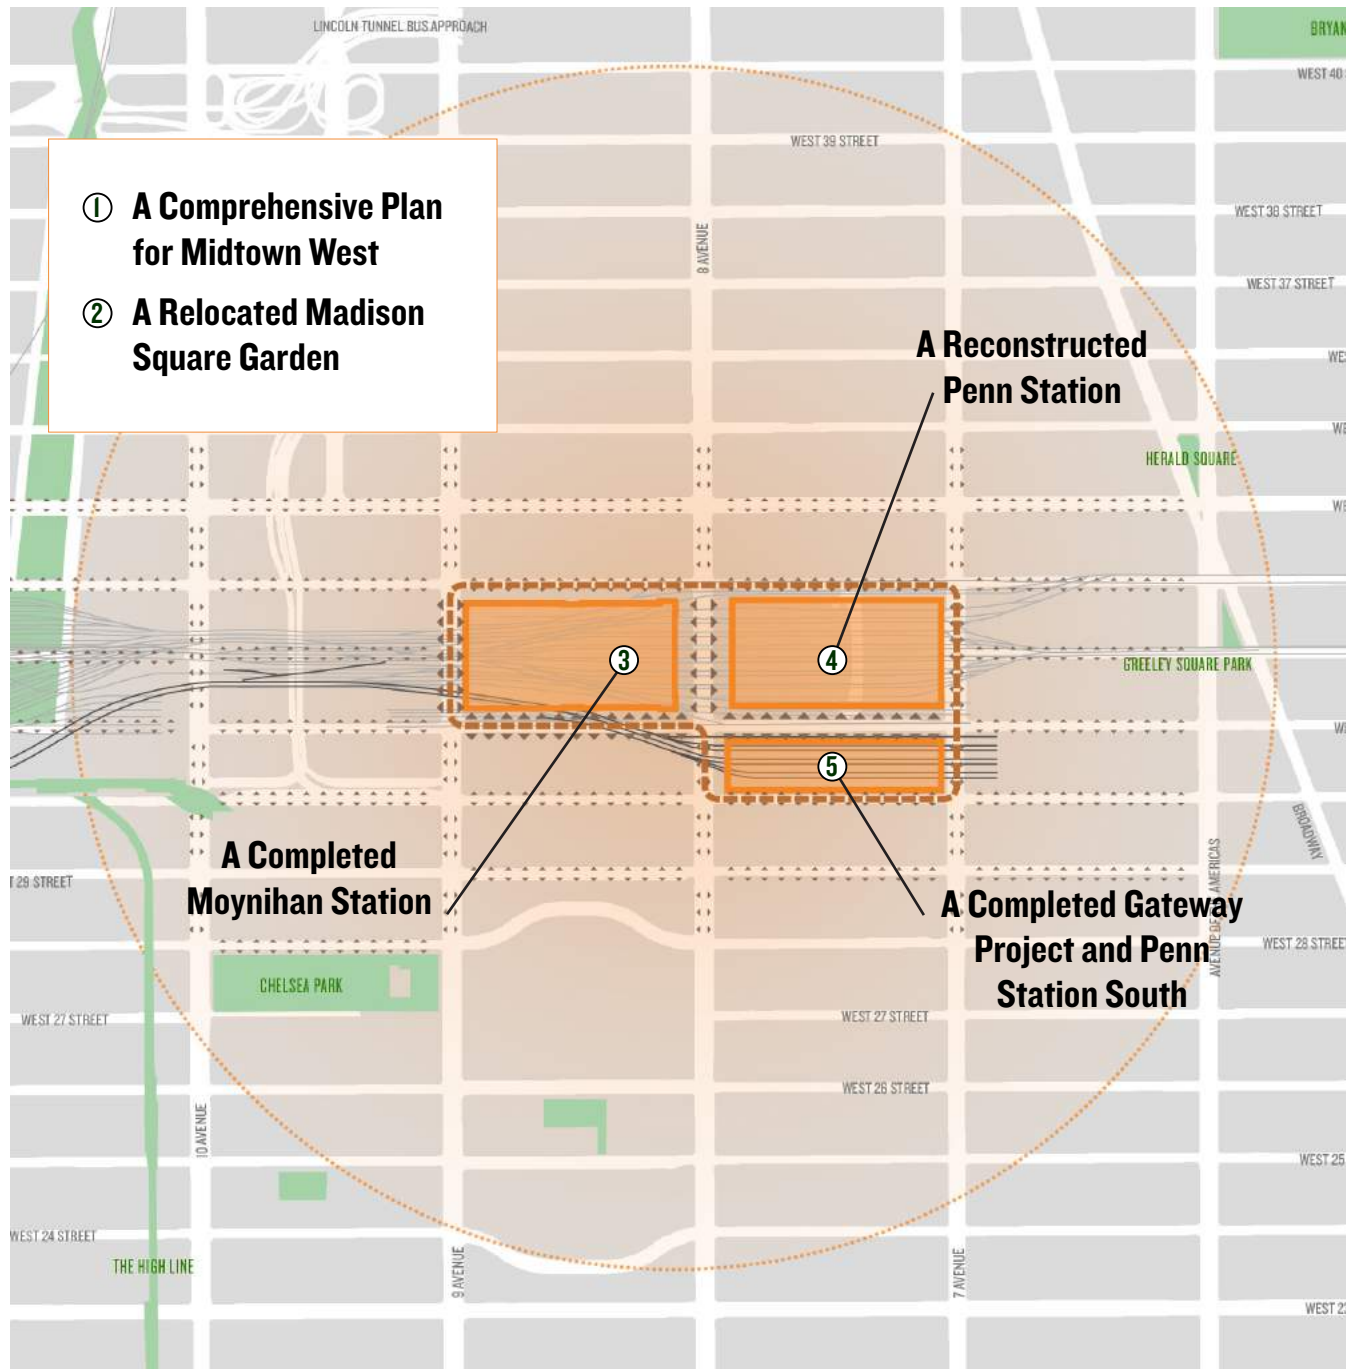 LINCOLN TUNNEL BUS APPROACH
BRYAN
WEST 40
WEST 39 STREET
① A Comprehensive Plan
for Midtown West
② A Relocated Madison
Square Garden
WEST 38 STREET
8 AVENUE
WEST 37 STREET
A Reconstructed
Penn Station
HERALD SQUARE
3
4
GREELEY SQUARE PARK
5
BROADWAY
A Completed
Moynihan Station
29 STREET
AVENUE OF THE AMERICAS
A Completed Gateway
Project and Penn
Station South
WEST 28 STREET
CHELSEA PARK
WEST 27 STREET
WEST 27 STREET
WEST 26 STREET
10 AVENUE
WEST 25
WEST 24 STREET
THE HIGH LINE
9 AVENUE
7 AVENUE
WEST 23